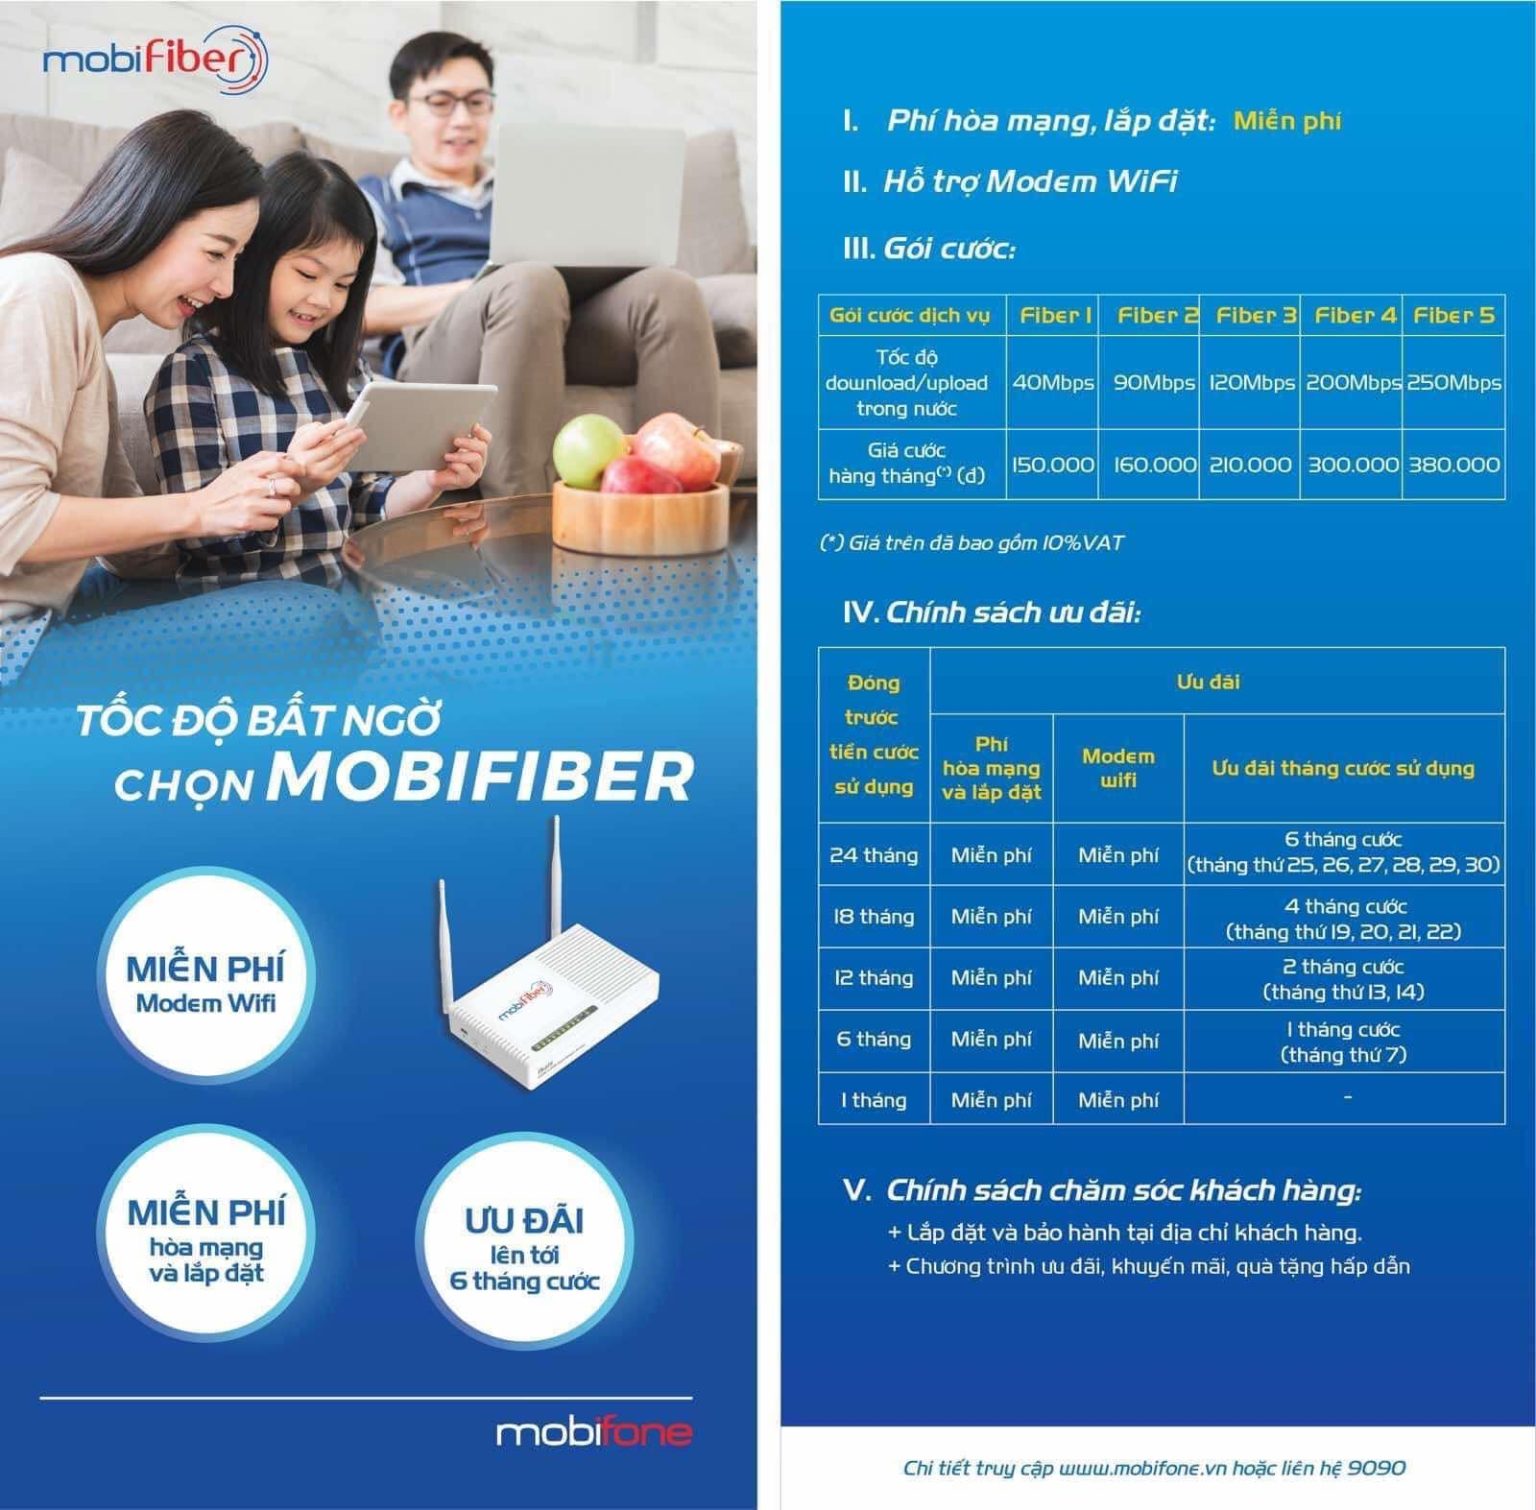 mobiFiber
TỐC ĐỘ BẤT NGỜ
CHỌN MOBIFIBER
MIỄN PHÍ
Modem Wifi
mobiFiber
MIỄN PHÍ
hòa mạng
và lắp đặt
ƯU ĐÃI
lên tới
6 tháng cước
mobifone
I. Phí hòa mạng, lắp đặt: Miễn phí
II. Hỗ trợ Modem WiFi
III. Gói cước:
Gói cước dịch vụ Fiber 1 Fiber 2 Fiber 3 Fiber 4 Fiber 5
Tốc độ
download/upload 40Mbps 90Mbps 120Mbps 200Mbps 250Mbps
trong nước
Giá cước
hàng tháng(*) (đ) 150.000 160.000 210.000 300.000 380.000
(*) Giá trên đã bao gồm 10%VAT
IV. Chính sách ưu đãi:
Đóng
trước
tiền cước
sử dụng
Ưu đãi
Phí
hòa mạng
và lắp đặt
Modem
wifi
Ưu đãi tháng cước sử dụng
24 tháng Miễn phí Miễn phí 6 tháng cước
(tháng thứ 25, 26, 27, 28, 29, 30)
18 tháng Miễn phí Miễn phí 4 tháng cước
(tháng thứ 19, 20, 21, 22)
12 tháng Miễn phí Miễn phí 2 tháng cước
(tháng thứ 13, 14)
6 tháng Miễn phí Miễn phí 1 tháng cước
(tháng thứ 7)
1 tháng Miễn phí Miễn phí -
V. Chính sách chăm sóc khách hàng:
+ Lắp đặt và bảo hành tại địa chỉ khách hàng.
+ Chương trình ưu đãi, khuyến mãi, quà tặng hấp dẫn
Chi tiết truy cập www.mobifone.vn hoặc liên hệ 9090